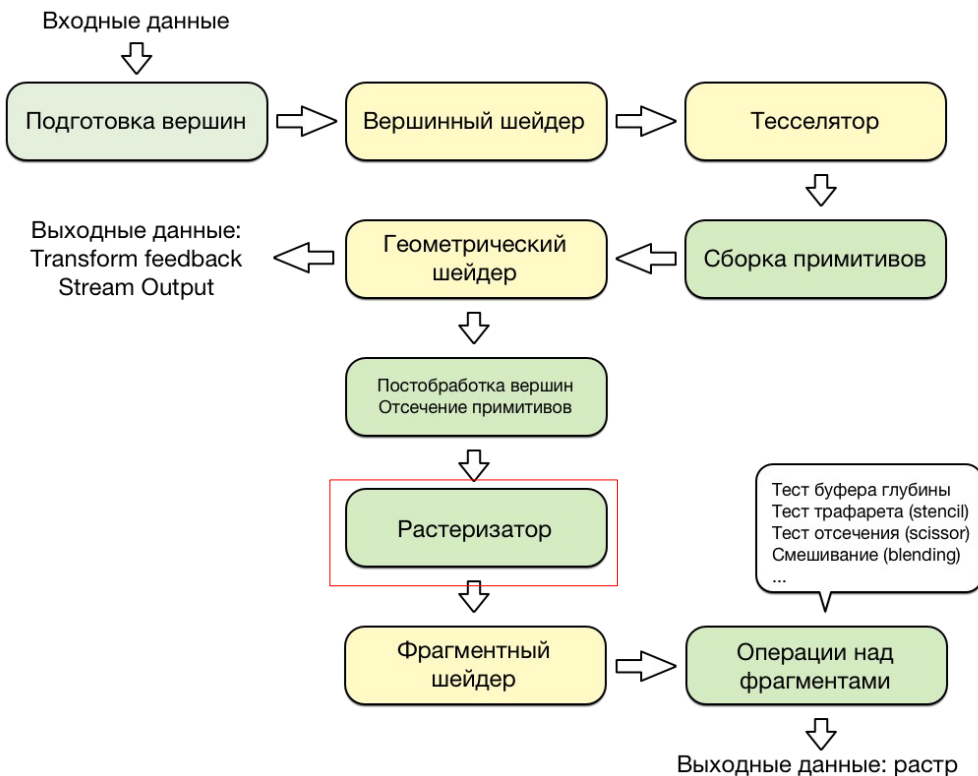 Входные данные
Подготовка вершин
Вершинный шейдер
Тесселятор
Выходные данные:
Transform feedback
Stream Output
Геометрический
шейдер
Сборка примитивов
Постобработка вершин
Отсечение примитивов
Растеризатор
Тест буфера глубины
Тест трафарета (stencil)
Тест отсечения (scissor)
Смешивание (blending)
...
Фрагментный
шейдер
Операции над
фрагментами
Выходные данные: растр